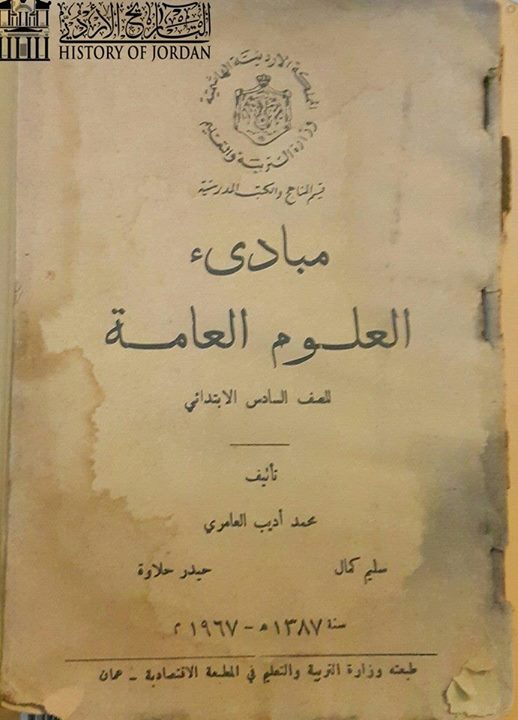 التاريخ الأردني
HISTORY OF JORDAN
المملكة الأردنية الهاشمية
وزارة التربية والتعليم
قسم المناهج والكتب المدرسية
مبادىء
العلوم العامة
للصف السادس الابتدائي
تأليف
محمد أديب العامري
سليم كمال حيدر حلاوة
سنة ١٣٨٧ ه - ١٩٦٧ م
طبعته وزارة التربية والتعليم في المطبعة الاقتصادية - عمان